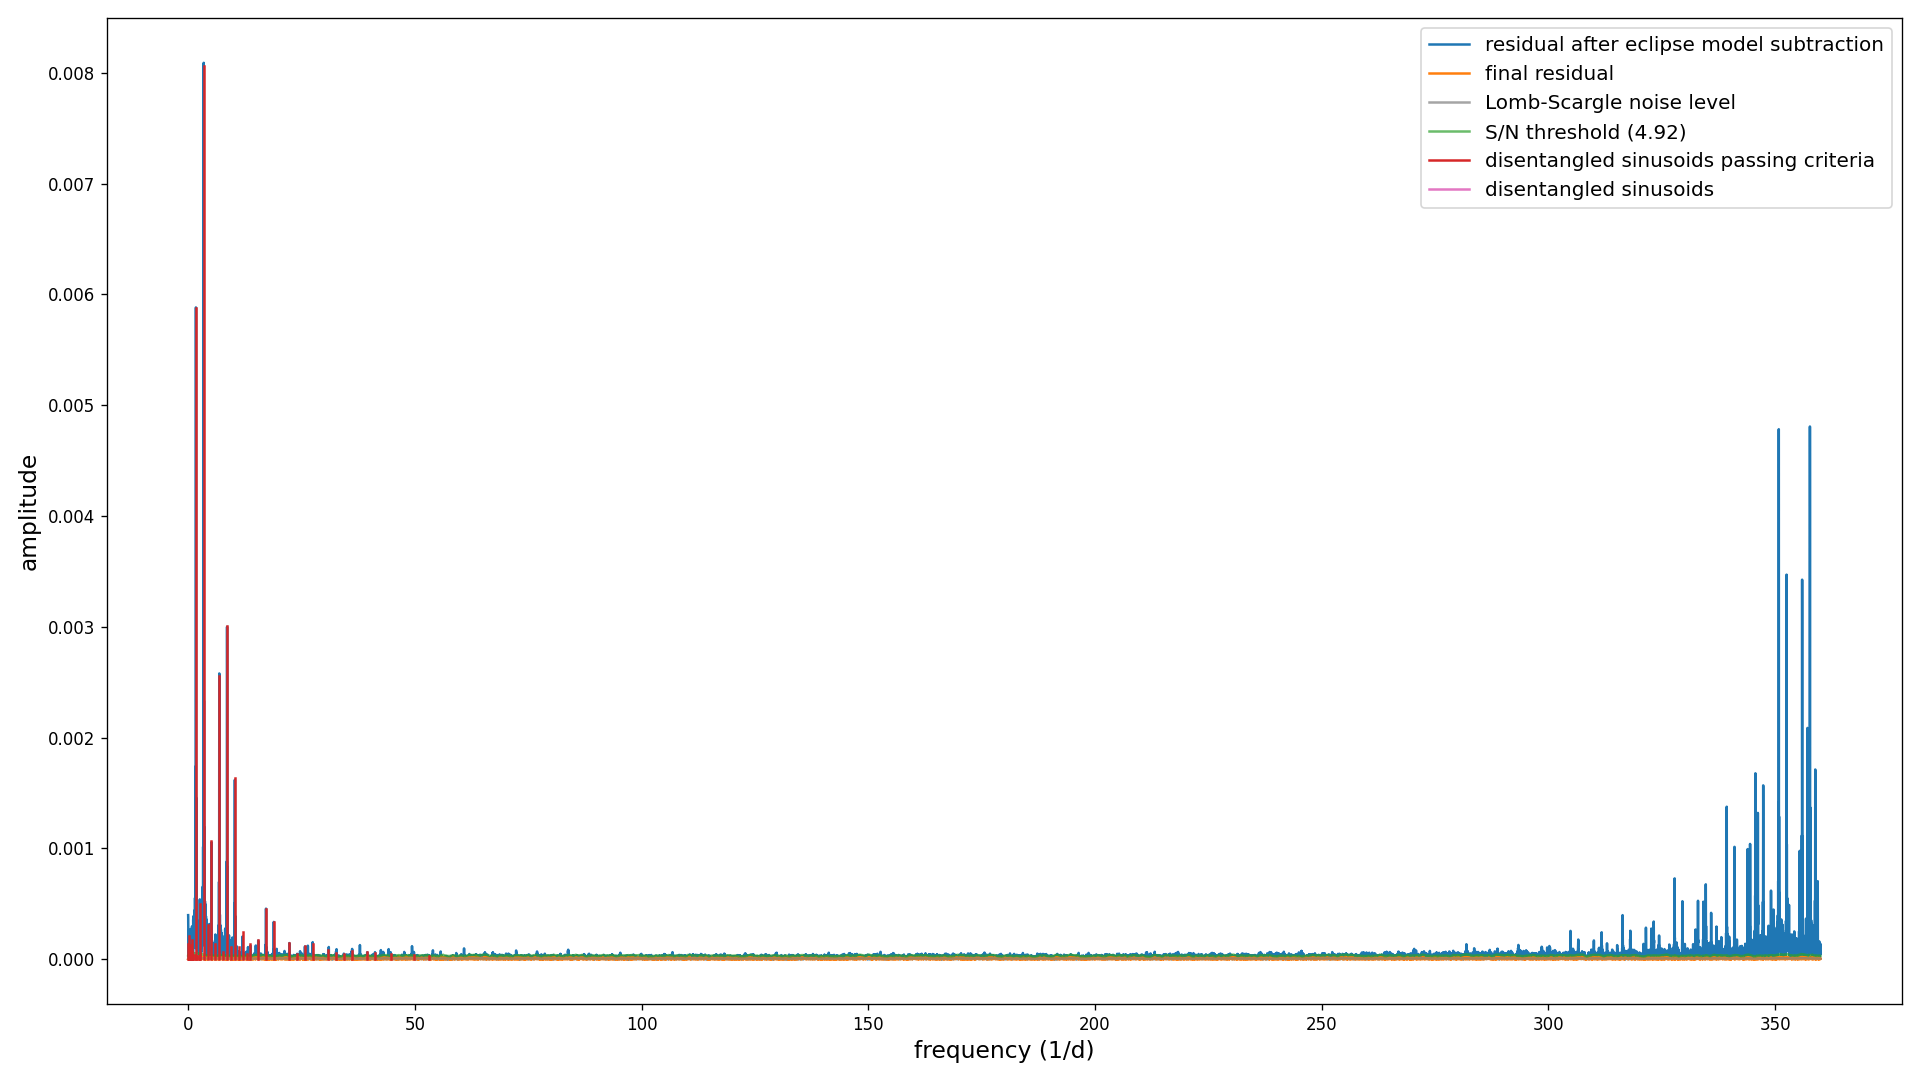 residual after eclipse model subtraction
final residual
Lomb-Scargle noise level
S/N threshold (4.92)
disentangled sinusoids passing criteria
disentangled sinusoids
0.008
0.007
0.006
0.005
0.004
0.003
0.002
0.001
0.000
amplitude
0 50 100 150 200 250 300 350
frequency (1/d)